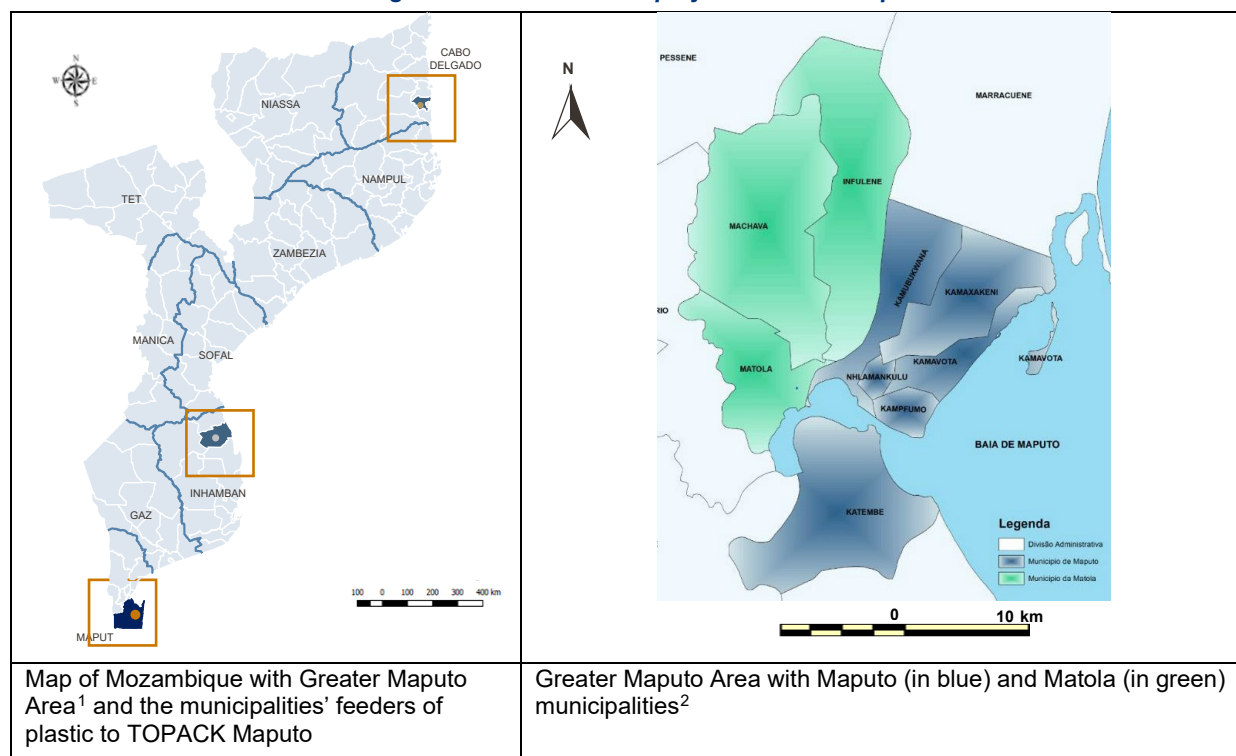 N
W E
S
CABO
DELGADO
NIASSA
NAMPUL
TET
ZAMBEZIA
MANICA
SOFAL
INHAMBAN
GAZ
MAPUT
100 0 100 200 300 400 km
N
PESSENE
MARRACUENE
INFULENE
MACHAVA
KAMUBUKWANA
KAMAXAKENI
RIO
MATOLA
KAMAVOTA
KAMAVOTA
NHLAMANKULU
KAMPFUMO
BAIA DE MAPUTO
KATEMBE
Legenda
Divisão Administrativa
Municipio de Maputo
Municipio da Matola
0 10 km
Map of Mozambique with Greater Maputo
Area1 and the municipalities’ feeders of
plastic to TOPACK Maputo
Greater Maputo Area with Maputo (in blue) and Matola (in green)
municipalities2